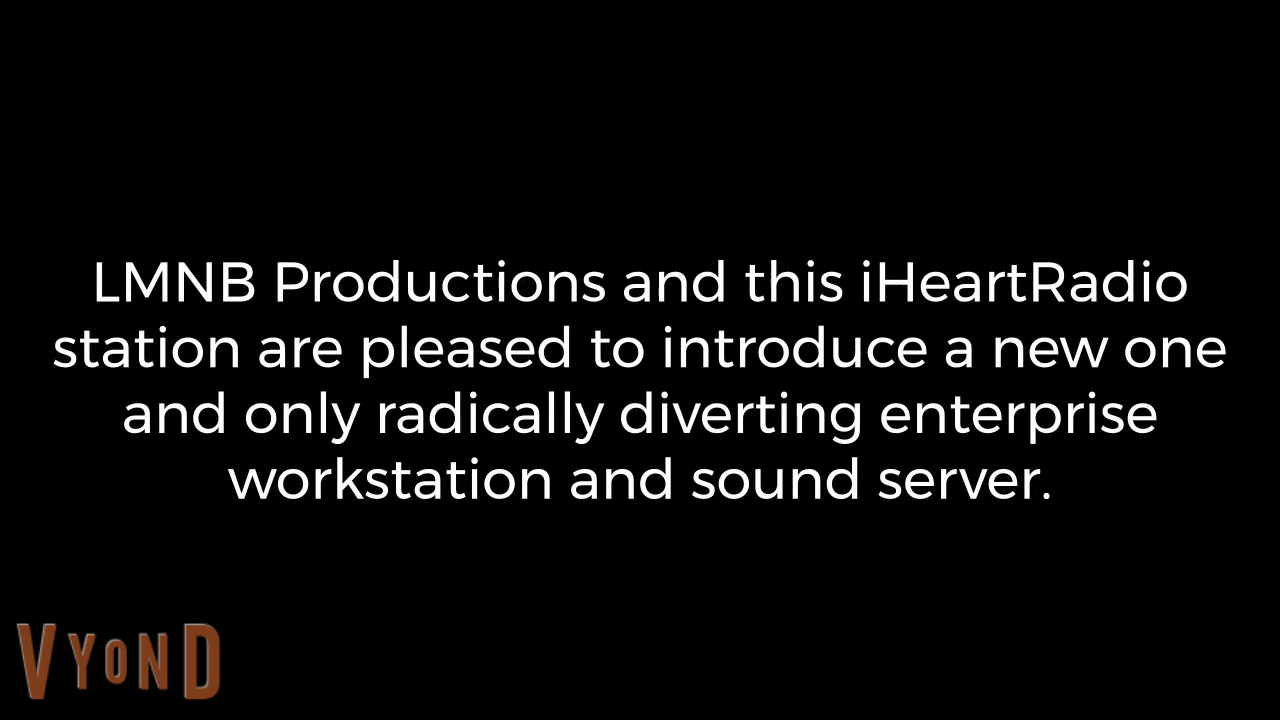 LMNB Productions and this iHeartRadio
station are pleased to introduce a new one
and only radically diverting enterprise
workstation and sound server.
VYOND